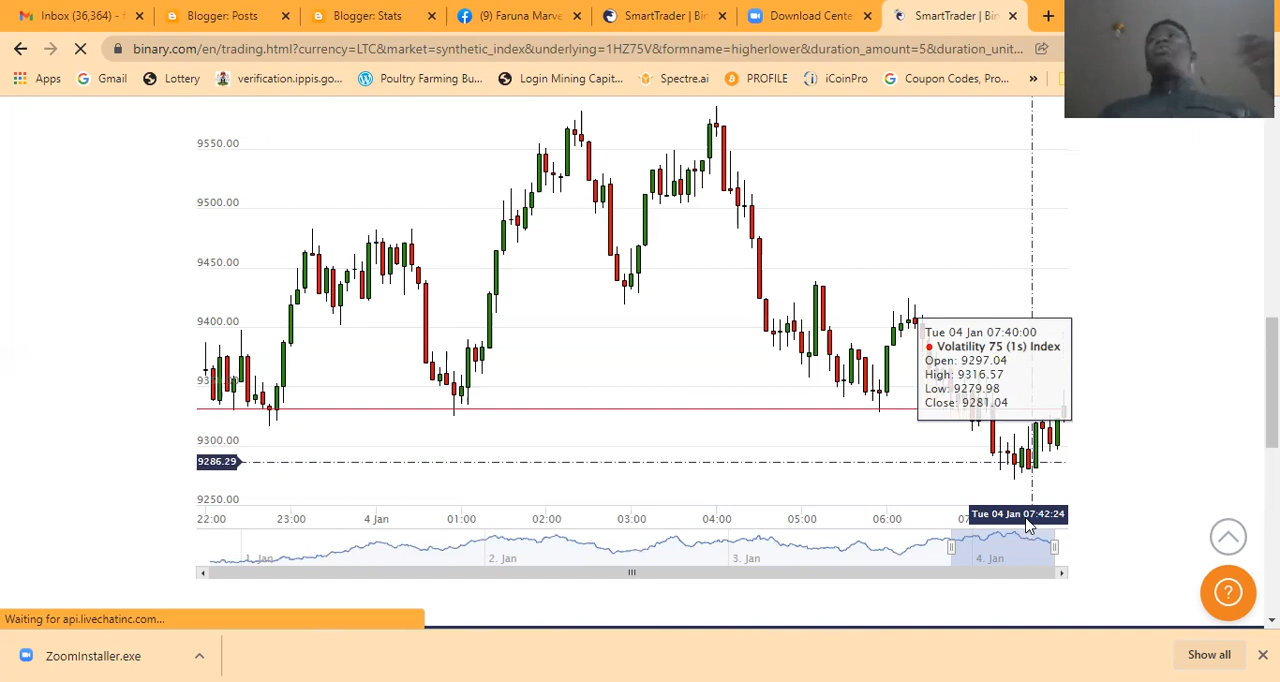 Inbox (36,364) -
Blogger: Posts
Blogger: Stats
(9) Faruna Marve
SmartTrader | Bin
Download Cente
SmartTrader | Bin
binary.com/en/trading.html?currency=LTC&market=synthetic_index&underlying=1HZ75V&formname=higherlower&duration_amount=5&duration_unit...
Apps
Gmail
Lottery
verification.ippis.go...
Poultry Farming Bu...
Login Mining Capit...
Spectre.ai
PROFILE
iCoinPro
Coupon Codes, Pro...
»
9550.00
9500.00
9450.00
9400.00
9300.00
9286.29
9250.00
Tue 04 Jan 07:40:00
Volatility 75 (1s) Index
Open: 9297.04
High: 9316.57
Low: 9279.98
Close: 9281.04
22:00
23:00
4 Jan
01:00
02:00
03:00
04:00
05:00
06:00
Tue 04 Jan 07:42:24
1. Jan
2. Jan
3. Jan
4. Jan
Waiting for api.livechatinc.com...
ZoomInstaller.exe
Show all